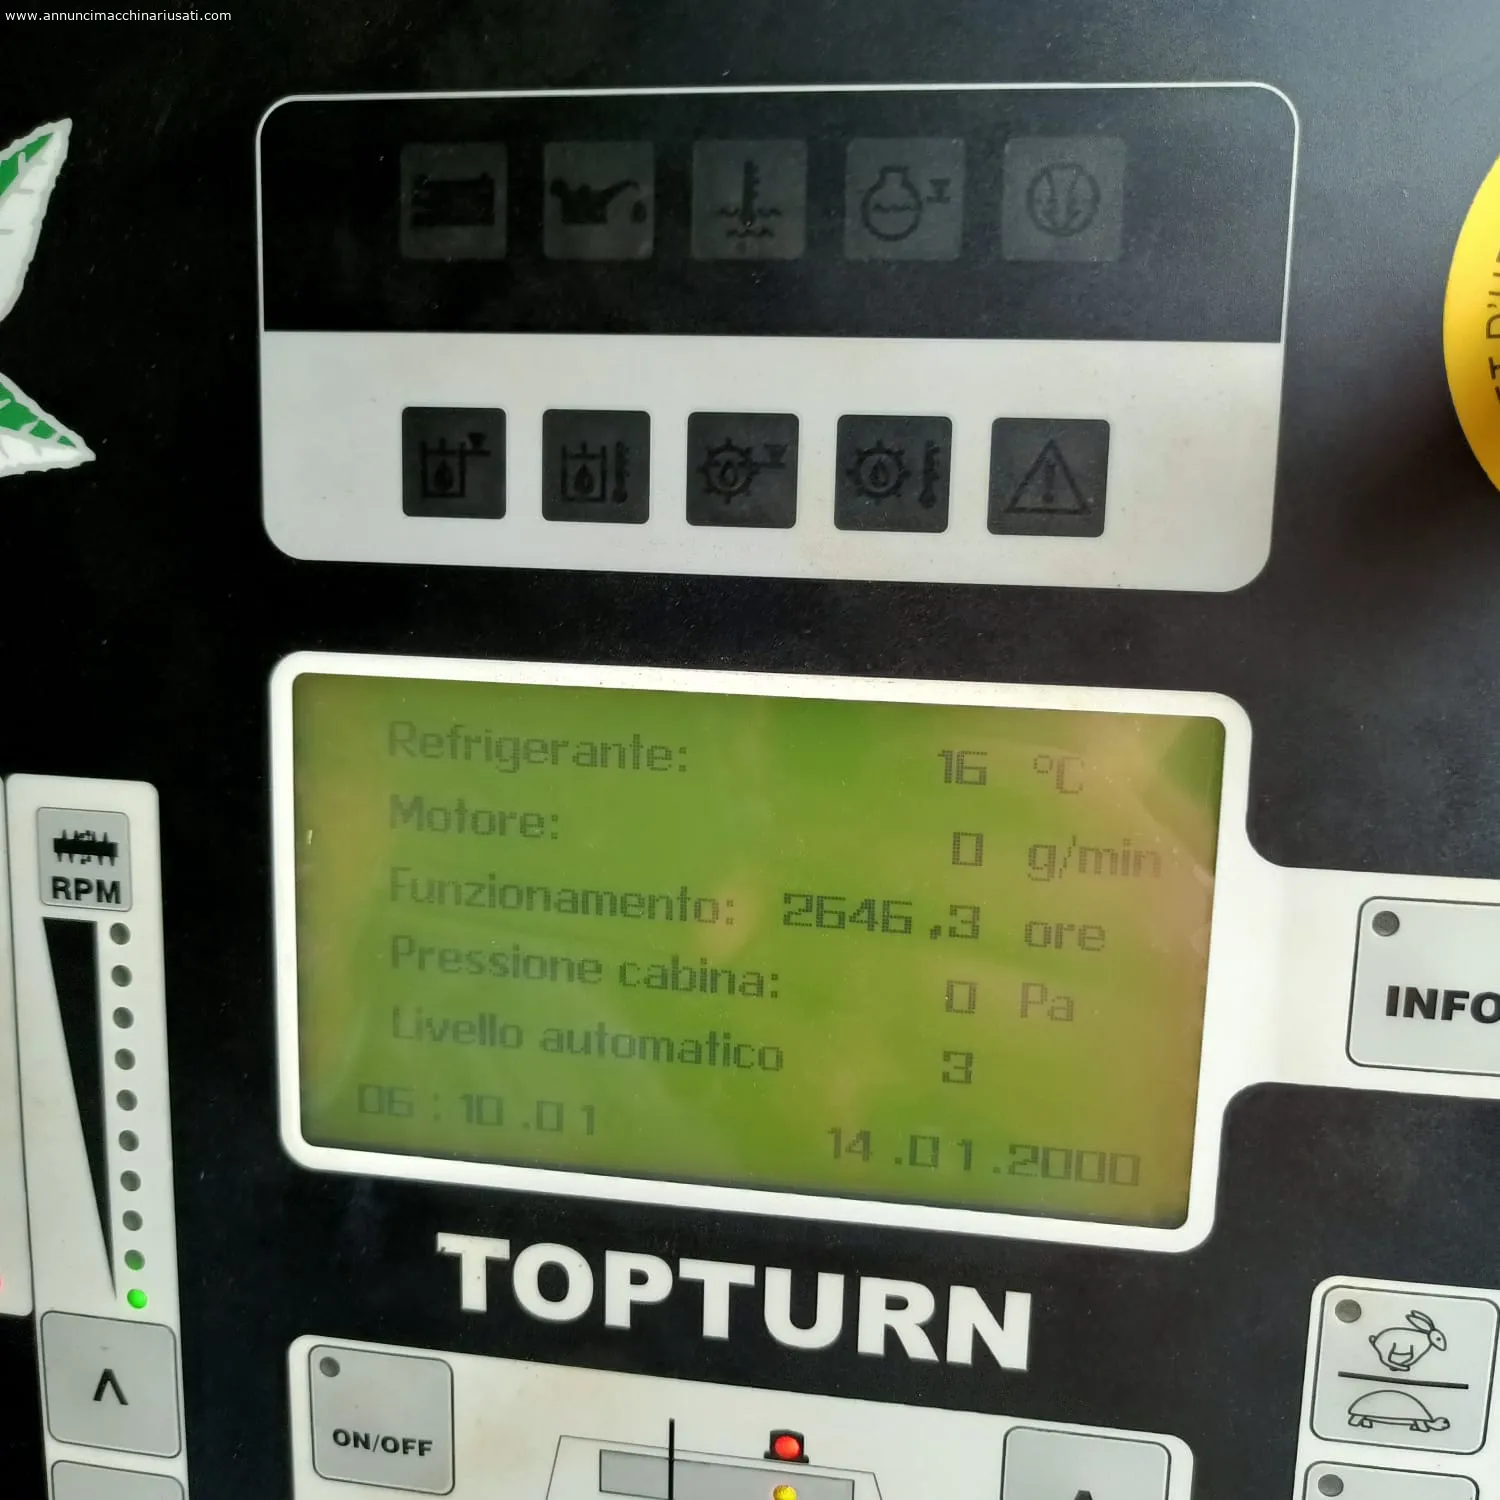 www.annuncimacchinariusati.com
Refrigerante: 16 °C
Motore: 0 g/min
Funzionamento: 2646,3 ore
Pressione cabina: 0 Pa
Livello automatico 3
06:10.01 14.01.2000
RPM
INFO
TOPTURN
ON/OFF